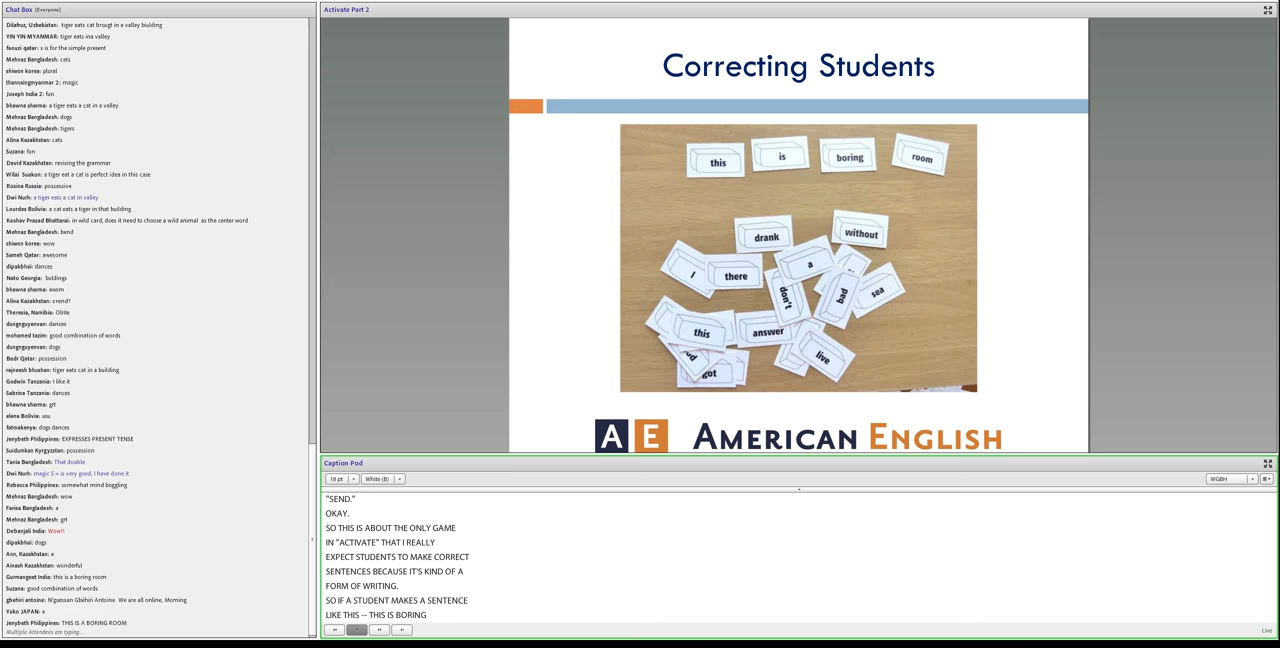 Chat Box (Everyone)
Dilafruz, Uzbekistan: tiger eats cat brougt in a valley biulding
YIN YIN MYANMAR: tiger eats ina valley
faouzi qatar: s is for the simple present
Mehnaz Bangladesh: cats
shiwon korea: plural
thannaingmyanmar 2: magic
Joseph India 2: fun
bhawna sharma: a tiger eats a cat in a valley
Mehnaz Bangladesh: dogs
Mehnaz Bangladesh: tigers
Alina Kazakhstan: cats
Suzana: fun
David Kazakhstan: revising the grammar
Wilai Suakon: a tiger eat a cat is perfect idea in this case
Rosina Russia: possessive
Dwi Nurh: a tiger eats a cat in valley
Lourdes Bolivia: a cat eats a tiger in that building
Keshav Prasad Bhattarai: in wild card, does it need to choose a wild animal as the center word
Mehnaz Bangladesh: bend
shiwon korea: wow
Sameh Qatar: awesome
dipakbhai: dances
Nato Georgia: buldings
bhawna sharma: awsm
Alina Kazakhstan: s+end?
Theresia, Namibia: Olrite
dungnguyenvan: dances
mohamed tazim: good combination of words
dungnguyenvan: dogs
Badr Qatar: possession
rajneesh bhushan: tiger eats cat in a building
Godwin Tanzania: I like it
Sabrina Tanzania: dances
bhawna sharma: grt
elena Bolivia: uou
fatmakenya: dogs dances
Jenybeth Philippines: EXPRESSES PRESENT TENSE
Suidumkan Kyrgyzstan: possession
Tania Bangladesh: That doable
Dwi Nurh: magic S = is very good, I have done it
Rebecca Philippines: somewhat mind boggling
Mehnaz Bangladesh: wow
Farisa Bangladesh: a
Mehnaz Bangladesh: grt
Debanjali India: Wow!!
dipakbhai: dogs
Ann, Kazakhstan: a
Ainash Kazakhstan: wonderful
Gurmangeet India: this is a boring room
Suzana: good combination of words
gbehiri antoine: N'guessan Gbéhiri Antoine We are all online, Morning
Yuko JAPAN: a
Jenybeth Philippines: THIS IS A BORING ROOM
Multiple Attendees are typing...
Activate Part 2
Correcting Students
this is boring room
drank without
I there a
don't bad sea
this answer live
got
AE AMERICAN ENGLISH
Caption Pod
18 pt White (B) WGBH
"SEND."
OKAY.
SO THIS IS ABOUT THE ONLY GAME
IN "ACTIVATE" THAT I REALLY
EXPECT STUDENTS TO MAKE CORRECT
SENTENCES BECAUSE IT'S KIND OF A
FORM OF WRITING.
SO IF A STUDENT MAKES A SENTENCE
LIKE THIS -- THIS IS BORING
Live